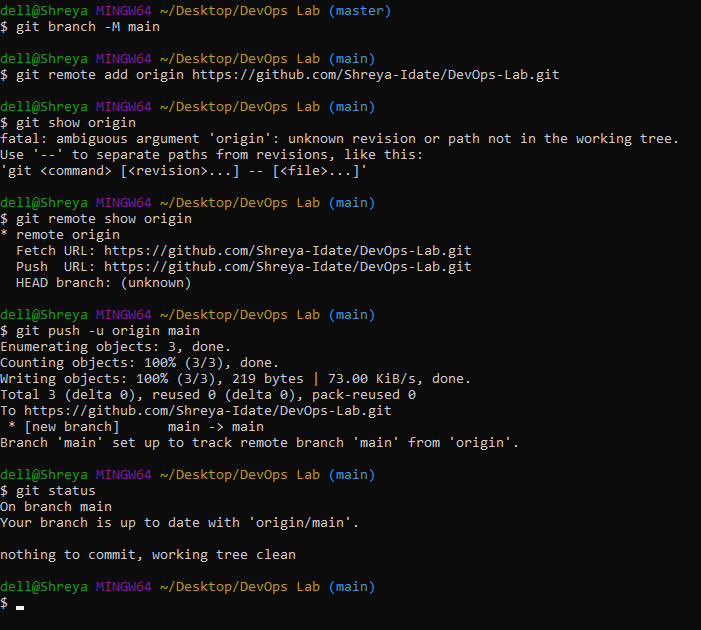 dell@Shreya MINGW64 ~/Desktop/DevOps Lab (master)
$ git branch -M main
dell@Shreya MINGW64 ~/Desktop/DevOps Lab (main)
$ git remote add origin https://github.com/Shreya-Idate/DevOps-Lab.git
dell@Shreya MINGW64 ~/Desktop/DevOps Lab (main)
$ git show origin
fatal: ambiguous argument 'origin': unknown revision or path not in the working tree.
Use '--' to separate paths from revisions, like this:
'git <command> [<revision>...] -- [<file>...]'
dell@Shreya MINGW64 ~/Desktop/DevOps Lab (main)
$ git remote show origin
* remote origin
  Fetch URL: https://github.com/Shreya-Idate/DevOps-Lab.git
  Push  URL: https://github.com/Shreya-Idate/DevOps-Lab.git
  HEAD branch: (unknown)
dell@Shreya MINGW64 ~/Desktop/DevOps Lab (main)
$ git push -u origin main
Enumerating objects: 3, done.
Counting objects: 100% (3/3), done.
Writing objects: 100% (3/3), 219 bytes | 73.00 KiB/s, done.
Total 3 (delta 0), reused 0 (delta 0), pack-reused 0
To https://github.com/Shreya-Idate/DevOps-Lab.git
 * [new branch]      main -> main
Branch 'main' set up to track remote branch 'main' from 'origin'.
dell@Shreya MINGW64 ~/Desktop/DevOps Lab (main)
$ git status
On branch main
Your branch is up to date with 'origin/main'.
nothing to commit, working tree clean
dell@Shreya MINGW64 ~/Desktop/DevOps Lab (main)
$